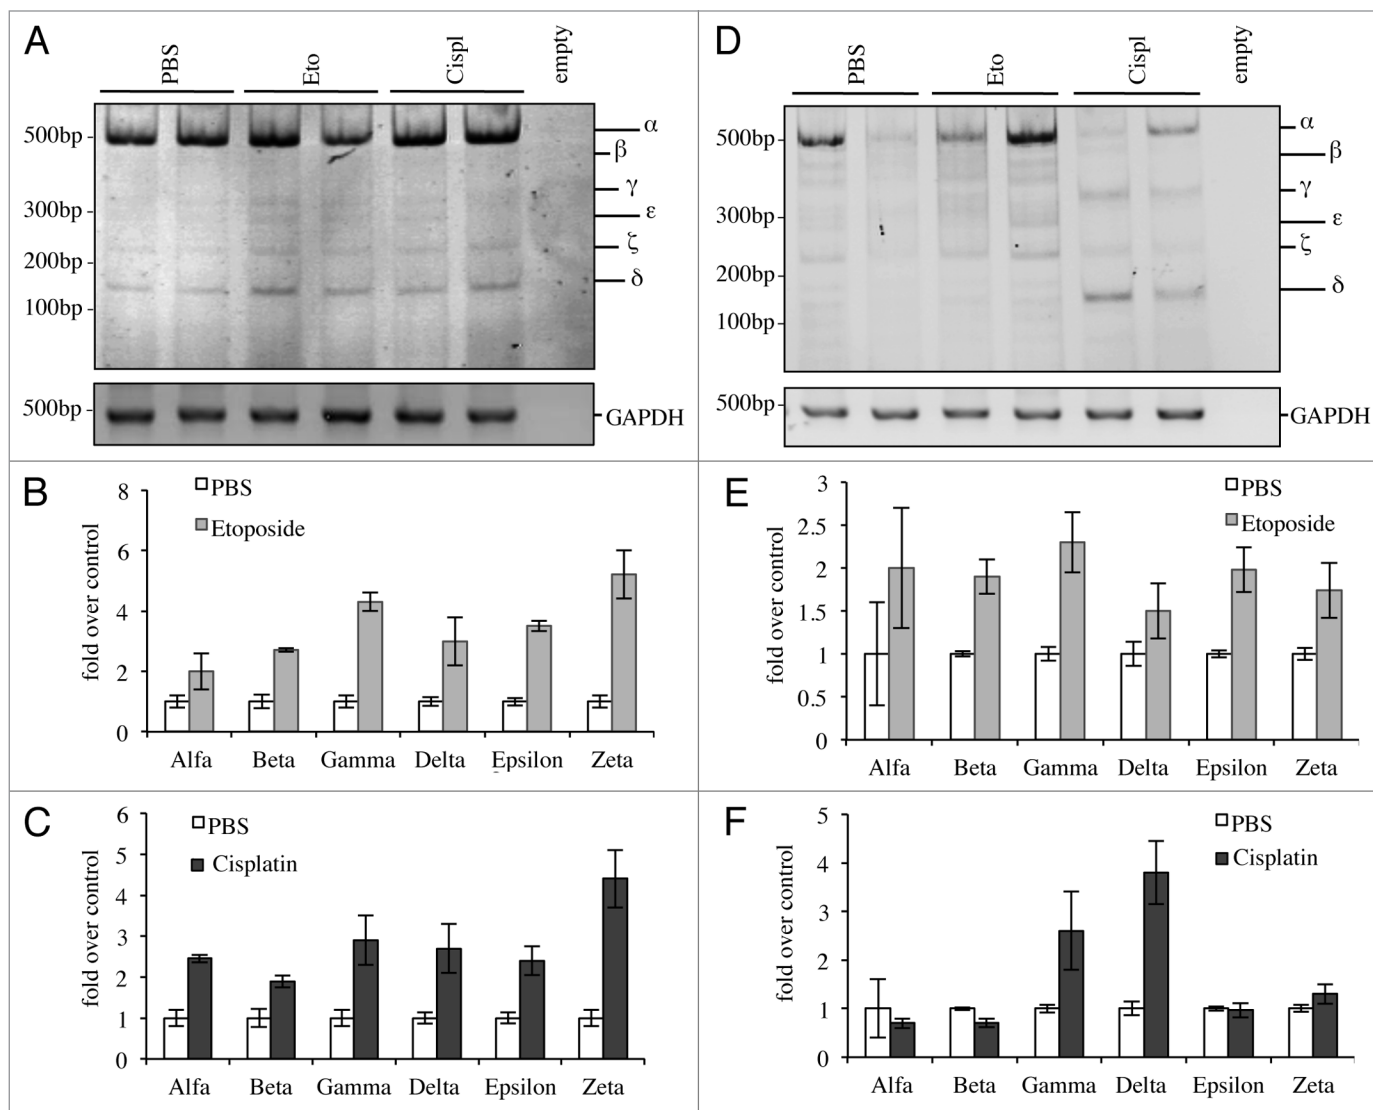 A
PBS Eto Cispl empty
500bp
300bp
200bp
100bp
α
β
γ
ε
ζ
δ
500bp
GAPDH
D
PBS Eto Cispl empty
500bp
300bp
200bp
100bp
α
β
γ
ε
ζ
δ
500bp
GAPDH
B
PBS
Etoposide
fold over control
8
6
4
2
0
Alfa Beta Gamma Delta Epsilon Zeta
E
PBS
Etoposide
fold over control
3
2.5
2
1.5
1
0.5
0
Alfa Beta Gamma Delta Epsilon Zeta
C
PBS
Cisplatin
fold over control
6
5
4
3
2
1
0
Alfa Beta Gamma Delta Epsilon Zeta
F
PBS
Cisplatin
fold over control
5
4
3
2
1
0
Alfa Beta Gamma Delta Epsilon Zeta